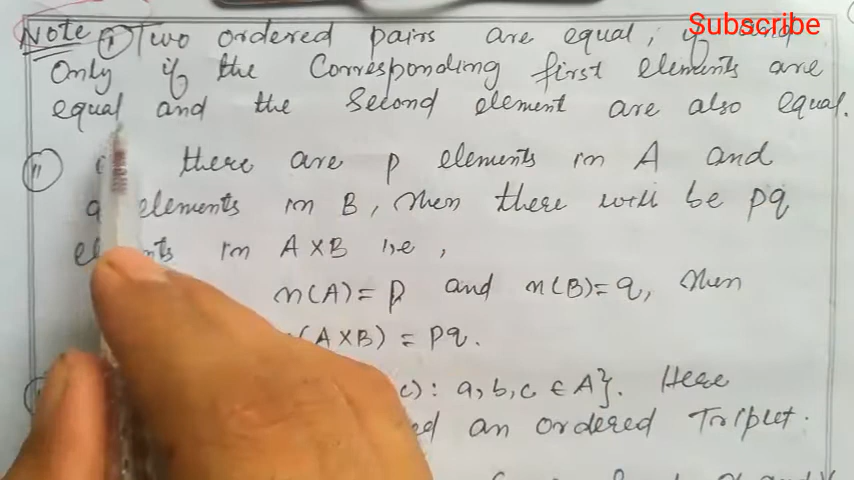 Subscribe
Note (i) Two ordered pairs are equal, if and
Only if the Corresponding first elements are
equal and the Second element are also equal.
(ii) there are p elements in A and
q elements in B, then there will be pq
in A×B i.e,
n(A)= p and n(B)= q, then
(A×B) = pq.
c) : a, b, c ∈ A}. Here
an ordered Triplet.